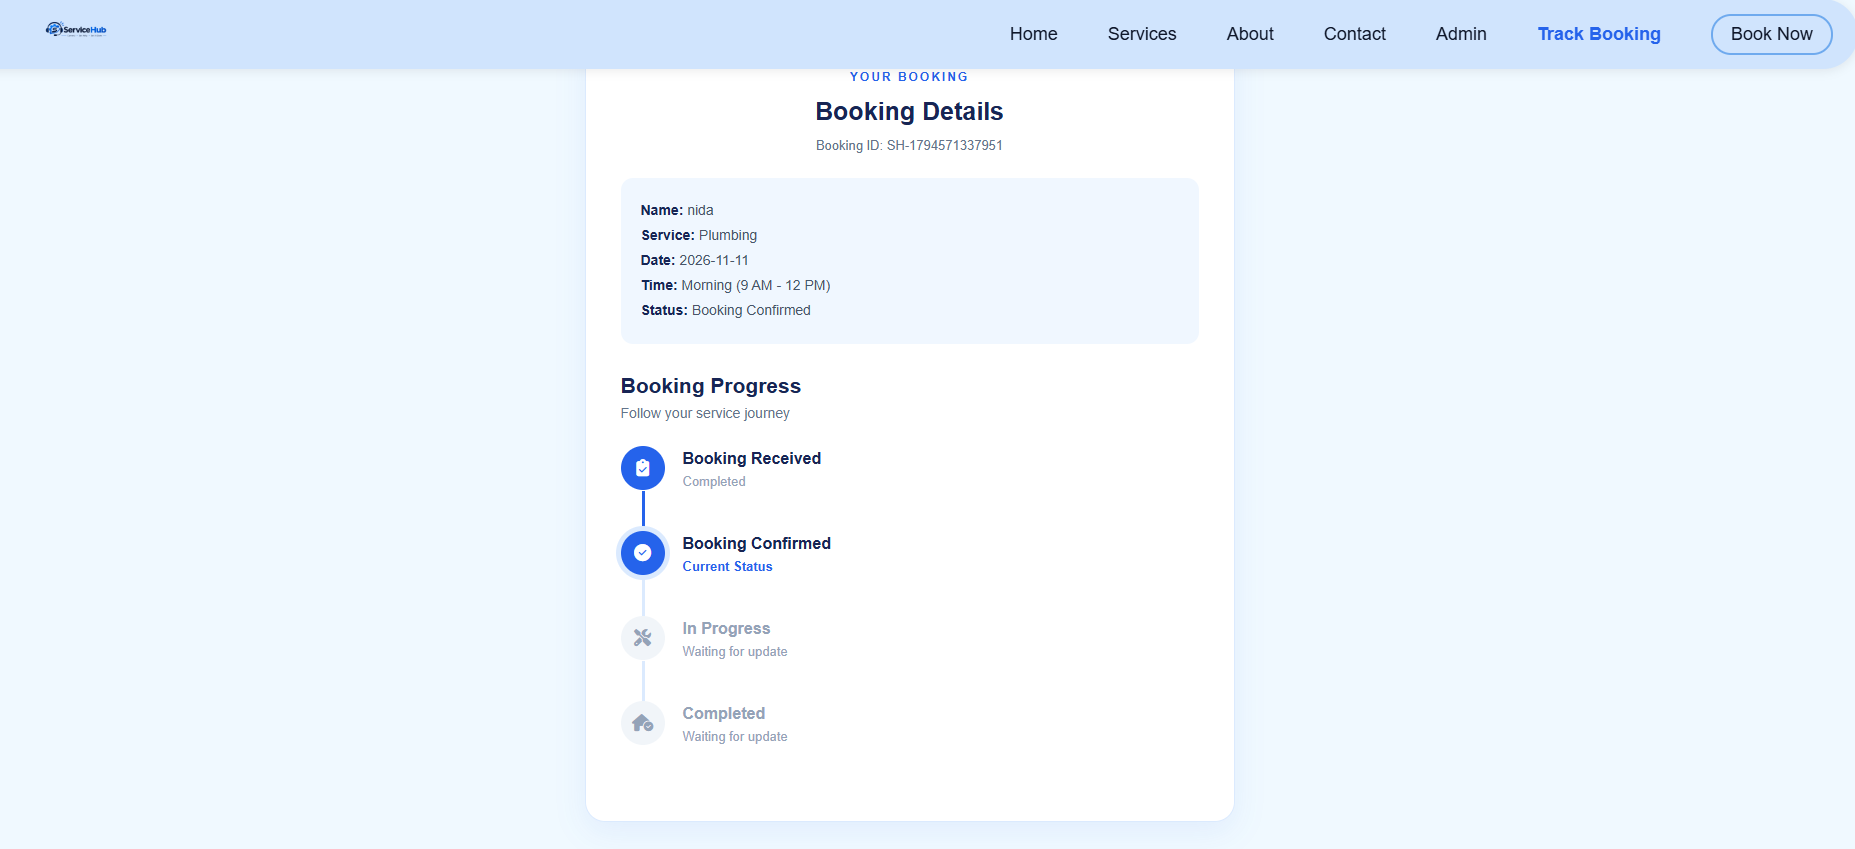 ServiceHub
Home Services About Contact Admin Track Booking Book Now
YOUR BOOKING
Booking Details
Booking ID: SH-1794571337951
Name: nida
Service: Plumbing
Date: 2026-11-11
Time: Morning (9 AM - 12 PM)
Status: Booking Confirmed
Booking Progress
Follow your service journey
Booking Received
Completed
Booking Confirmed
Current Status
In Progress
Waiting for update
Completed
Waiting for update